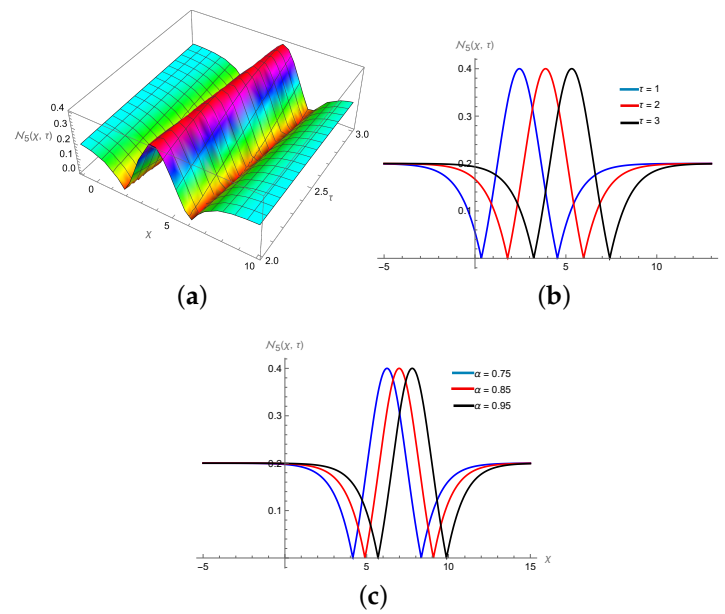 N₅(χ, τ)
0.4
0.3
0.2
0.1
0.0
0
5
10
χ
2.0
2.5
3.0
τ
(a)
N₅(χ, τ)
0.4
0.3
0.2
0.1
-5
5
10
τ = 1
τ = 2
τ = 3
(b)
N₅(χ, τ)
0.4
0.3
0.2
0.1
-5
5
10
15
χ
α = 0.75
α = 0.85
α = 0.95
(c)